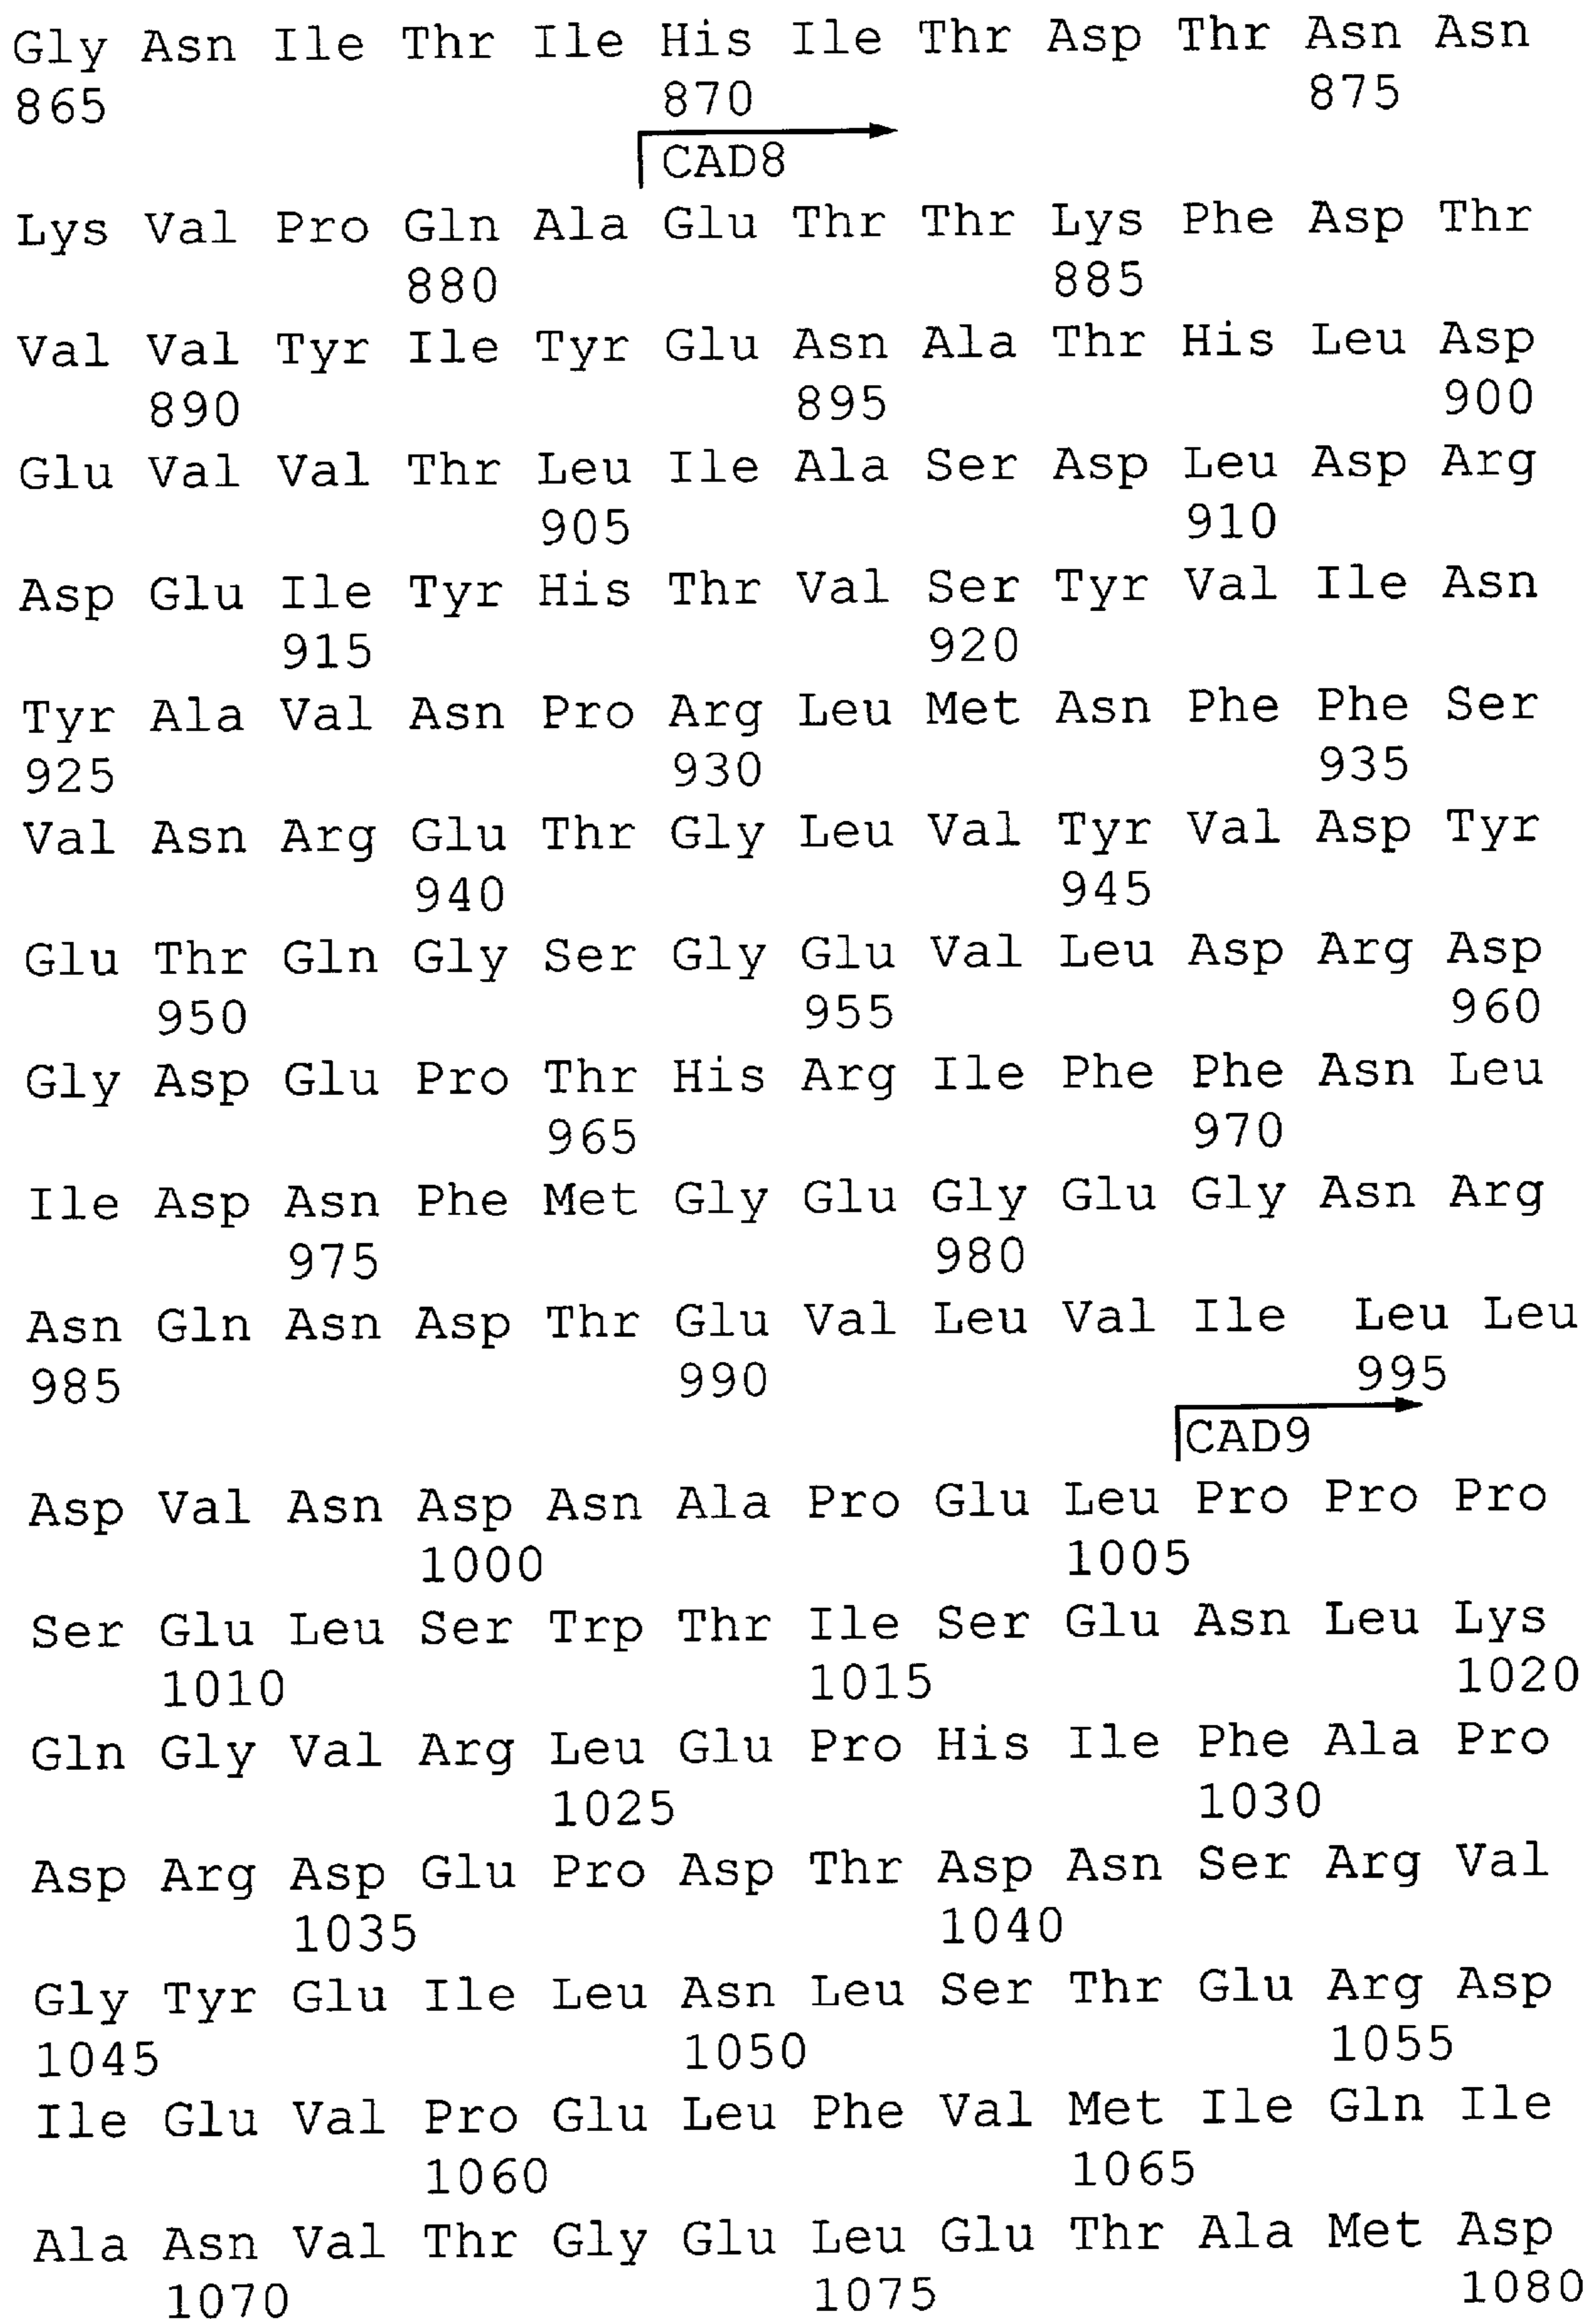 Gly Asn Ile Thr Ile His Ile Thr Asp Thr Asn Asn
865 870 875
CAD8
Lys Val Pro Gln Ala Glu Thr Thr Lys Phe Asp Thr
880 885
Val Val Tyr Ile Tyr Glu Asn Ala Thr His Leu Asp
890 895 900
Glu Val Val Thr Leu Ile Ala Ser Asp Leu Asp Arg
905 910
Asp Glu Ile Tyr His Thr Val Ser Tyr Val Ile Asn
915 920
Tyr Ala Val Asn Pro Arg Leu Met Asn Phe Phe Ser
925 930 935
Val Asn Arg Glu Thr Gly Leu Val Tyr Val Asp Tyr
940 945
Glu Thr Gln Gly Ser Gly Glu Val Leu Asp Arg Asp
950 955 960
Gly Asp Glu Pro Thr His Arg Ile Phe Phe Asn Leu
965 970
Ile Asp Asn Phe Met Gly Glu Gly Glu Gly Asn Arg
975 980
Asn Gln Asn Asp Thr Glu Val Leu Val Ile Leu Leu
985 990 995
CAD9
Asp Val Asn Asp Asn Ala Pro Glu Leu Pro Pro Pro
1000 1005
Ser Glu Leu Ser Trp Thr Ile Ser Glu Asn Leu Lys
1010 1015 1020
Gln Gly Val Arg Leu Glu Pro His Ile Phe Ala Pro
1025 1030
Asp Arg Asp Glu Pro Asp Thr Asp Asn Ser Arg Val
1035 1040
Gly Tyr Glu Ile Leu Asn Leu Ser Thr Glu Arg Asp
1045 1050 1055
Ile Glu Val Pro Glu Leu Phe Val Met Ile Gln Ile
1060 1065
Ala Asn Val Thr Gly Glu Leu Glu Thr Ala Met Asp
1070 1075 1080